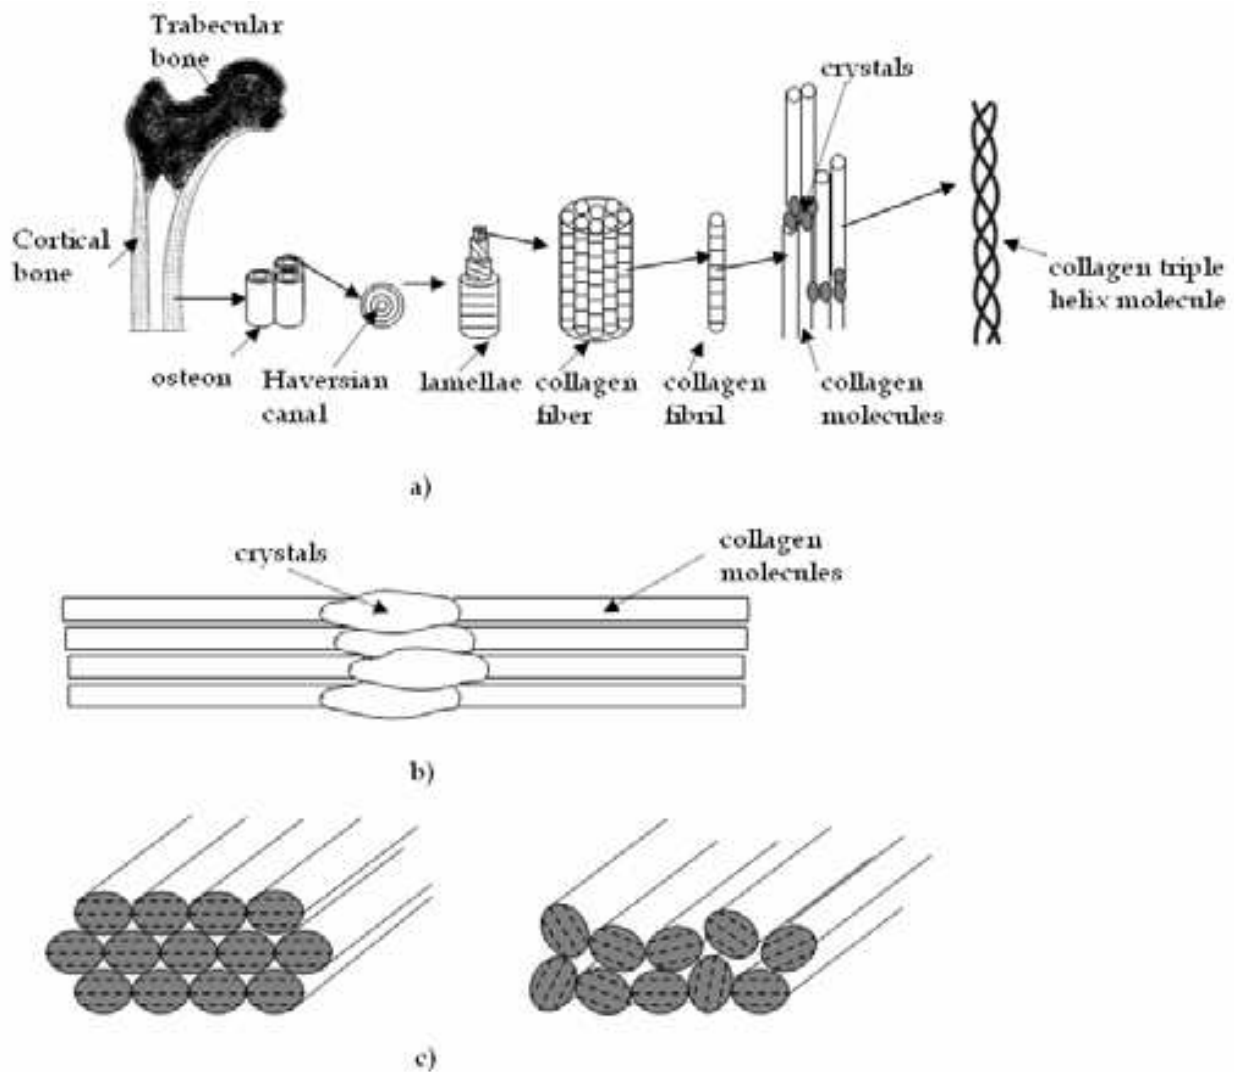 Trabecular
bone
crystals
Cortical
bone
collagen triple
helix molecule
osteon
Haversian
canal
lamellae
collagen
fiber
collagen
fibril
collagen
molecules
a)
crystals
collagen
molecules
b)
c)